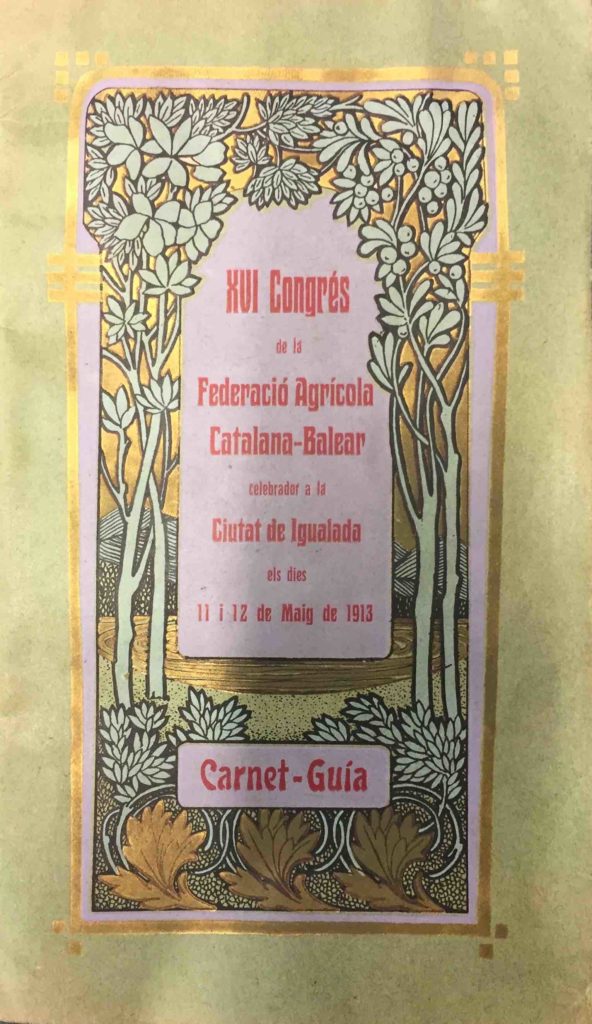 XVI Congrés
de la
Federació Agrícola
Catalana-Balear
celebrador a la
Ciutat de Igualada
els dies
11 i 12 de Maig de 1913
Carnet-Guía